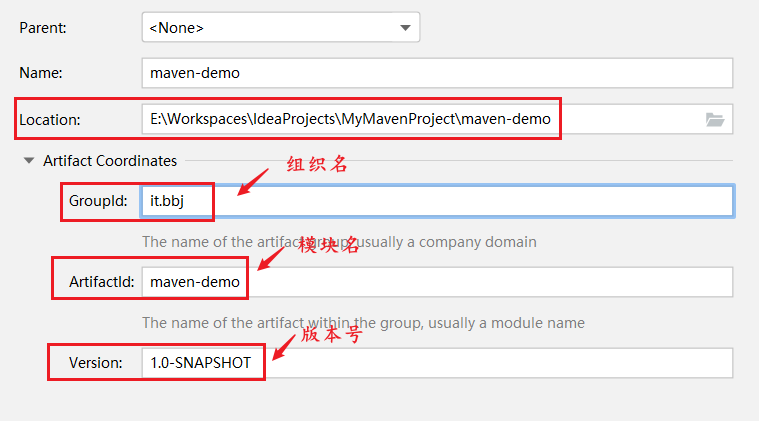 Parent: <None>
Name: maven-demo
Location: E:\Workspaces\IdeaProjects\MyMavenProject\maven-demo
Artifact Coordinates
组织名
GroupId: it.bbj
The name of the artifact group, usually a company domain
模块名
ArtifactId: maven-demo
The name of the artifact within the group, usually a module name
版本号
Version: 1.0-SNAPSHOT